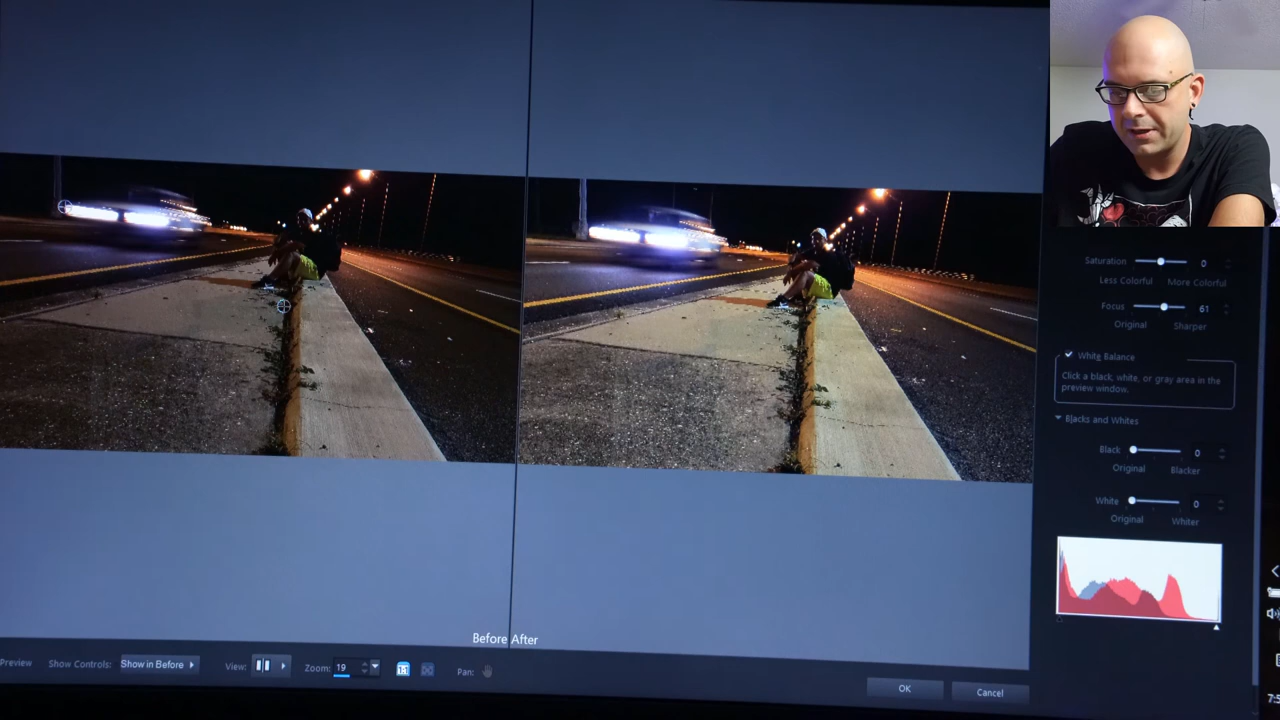 Saturation 0
Less Colorful More Colorful
Focus 61
Original Sharper
White Balance
Click a black, white, or gray area in the
preview window.
Blacks and Whites
Black 0
Original Blacker
White 0
Original Whiter
Before After
Preview Show Controls: Show in Before View: Zoom: 19 1:1 Pan:
OK Cancel